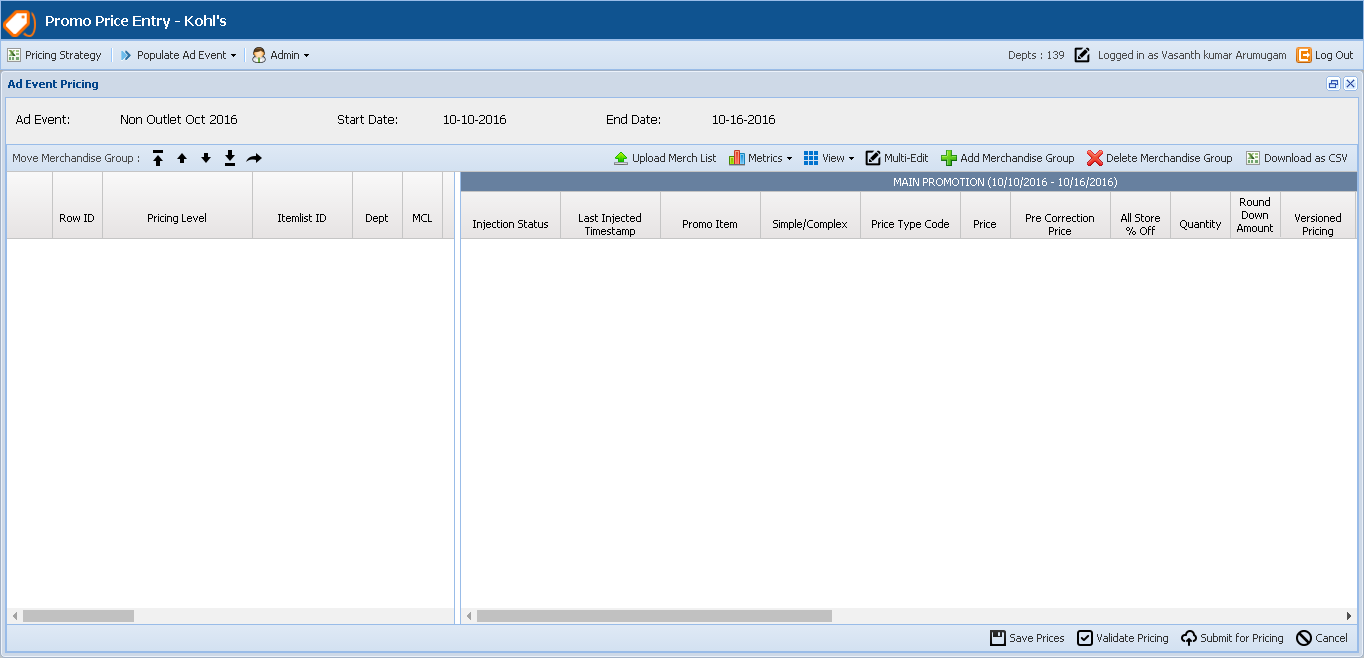 Promo Price Entry - Kohl's
Pricing Strategy Populate Ad Event Admin Depts : 139 Logged in as Vasanth kumar Arumugam Log Out
Ad Event Pricing
Ad Event: Non Outlet Oct 2016 Start Date: 10-10-2016 End Date: 10-16-2016
Move Merchandise Group : Upload Merch List Metrics View Multi-Edit Add Merchandise Group Delete Merchandise Group Download as CSV
MAIN PROMOTION (10/10/2016 - 10/16/2016)
Row ID
Pricing Level
Itemlist ID
Dept
MCL
Injection Status
Last Injected
Timestamp
Promo Item
Simple/Complex
Price Type Code
Price
Pre Correction
Price
All Store
% Off
Quantity
Round
Down
Amount
Versioned
Pricing
Save Prices Validate Pricing Submit for Pricing Cancel